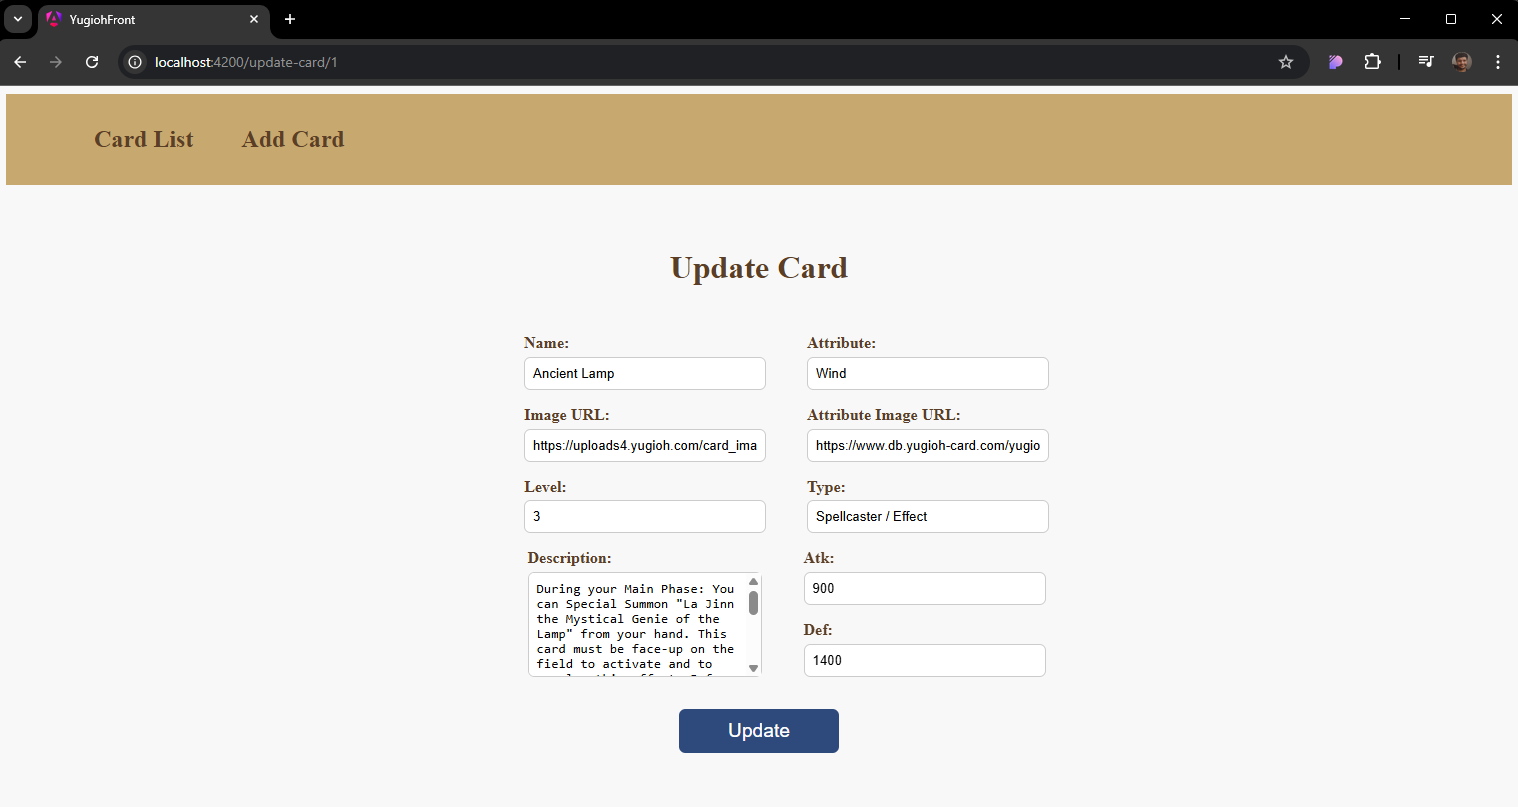 YugiohFront
localhost:4200/update-card/1
Card List Add Card
Update Card
Name: Attribute:
Ancient Lamp Wind
Image URL: Attribute Image URL:
https://uploads4.yugioh.com/card_ima https://www.db.yugioh-card.com/yugio
Level: Type:
3 Spellcaster / Effect
Description: Atk:
During your Main Phase: You
can Special Summon "La Jinn
the Mystical Genie of the
Lamp" from your hand. This
card must be face-up on the
field to activate and to
900
Def:
1400
Update